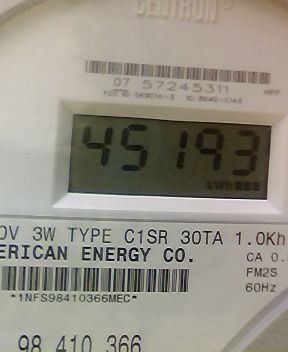 CENTRON
07 57245311
45193
kWh888
0V 3W TYPE C1SR 30TA 1.0Kh
ERICAN ENERGY CO.
CA 0.
FM2S
*1NFS98410366MEC*
60Hz
98 410 366